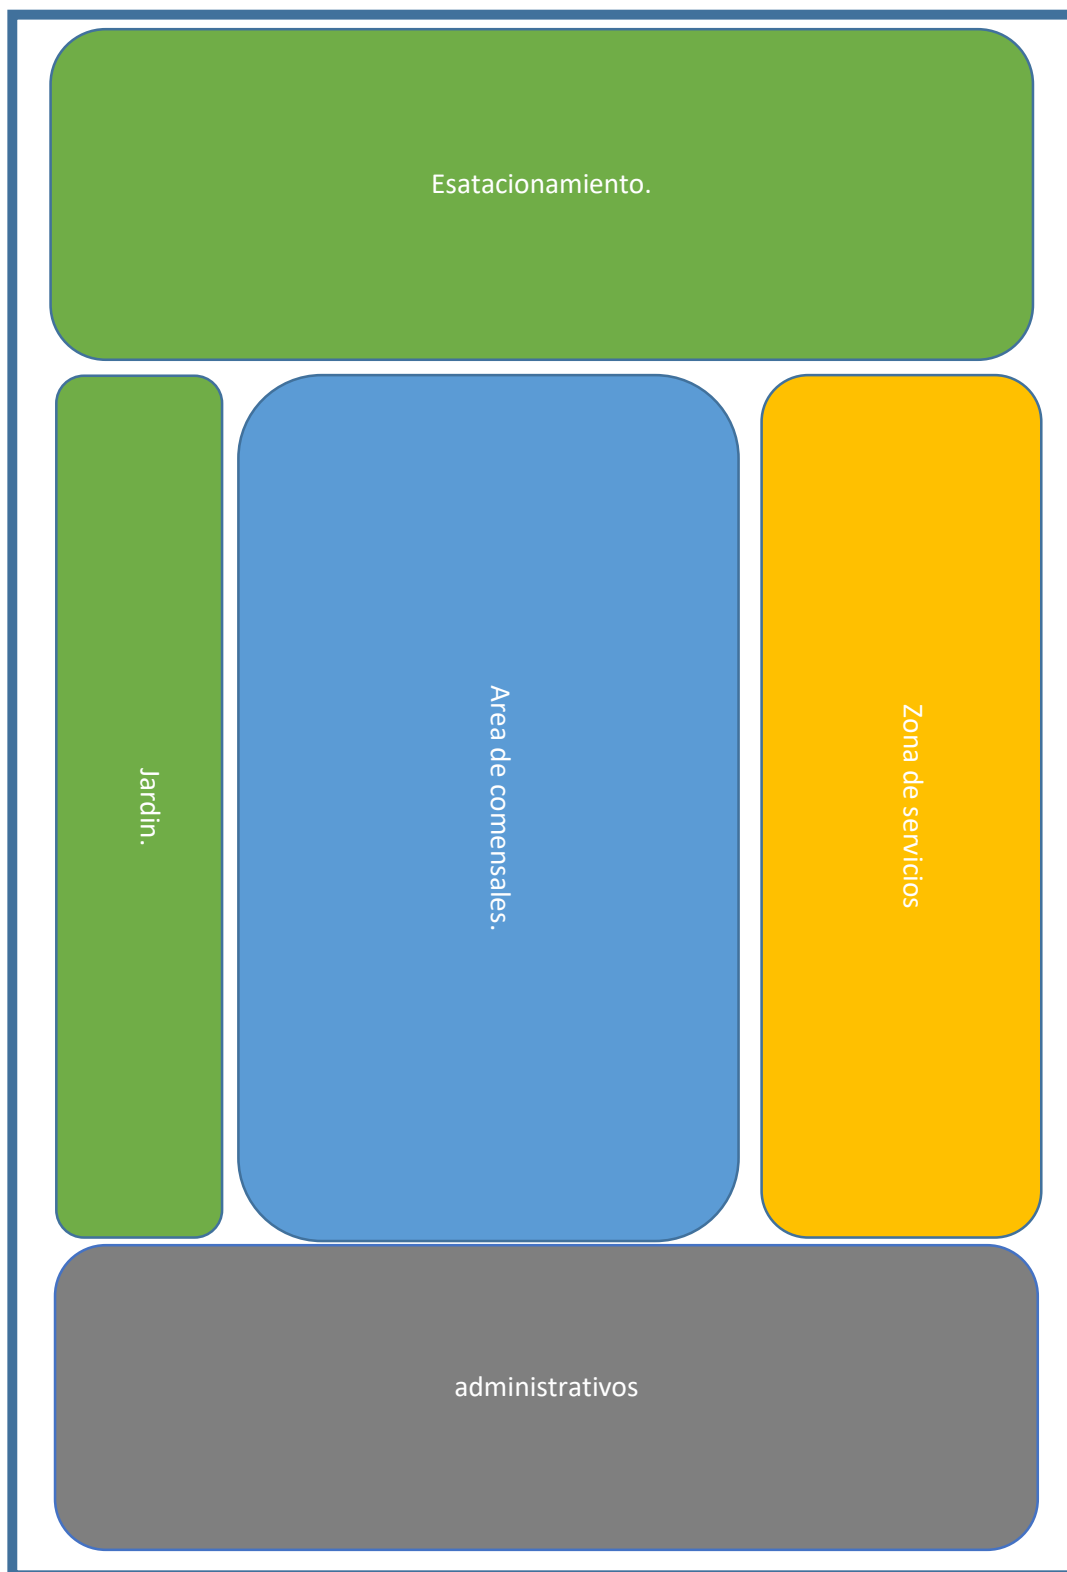 Esatacionamiento.
Jardin.
Area de comensales.
Zona de servicios
administrativos